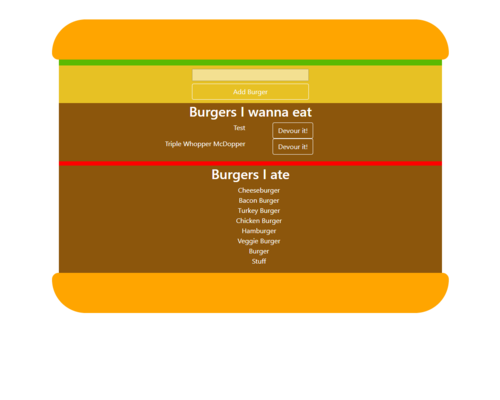 Add Burger
Burgers I wanna eat
Test Devour it!
Triple Whopper McDopper Devour it!
Burgers I ate
Cheeseburger
Bacon Burger
Turkey Burger
Chicken Burger
Hamburger
Veggie Burger
Burger
Stuff